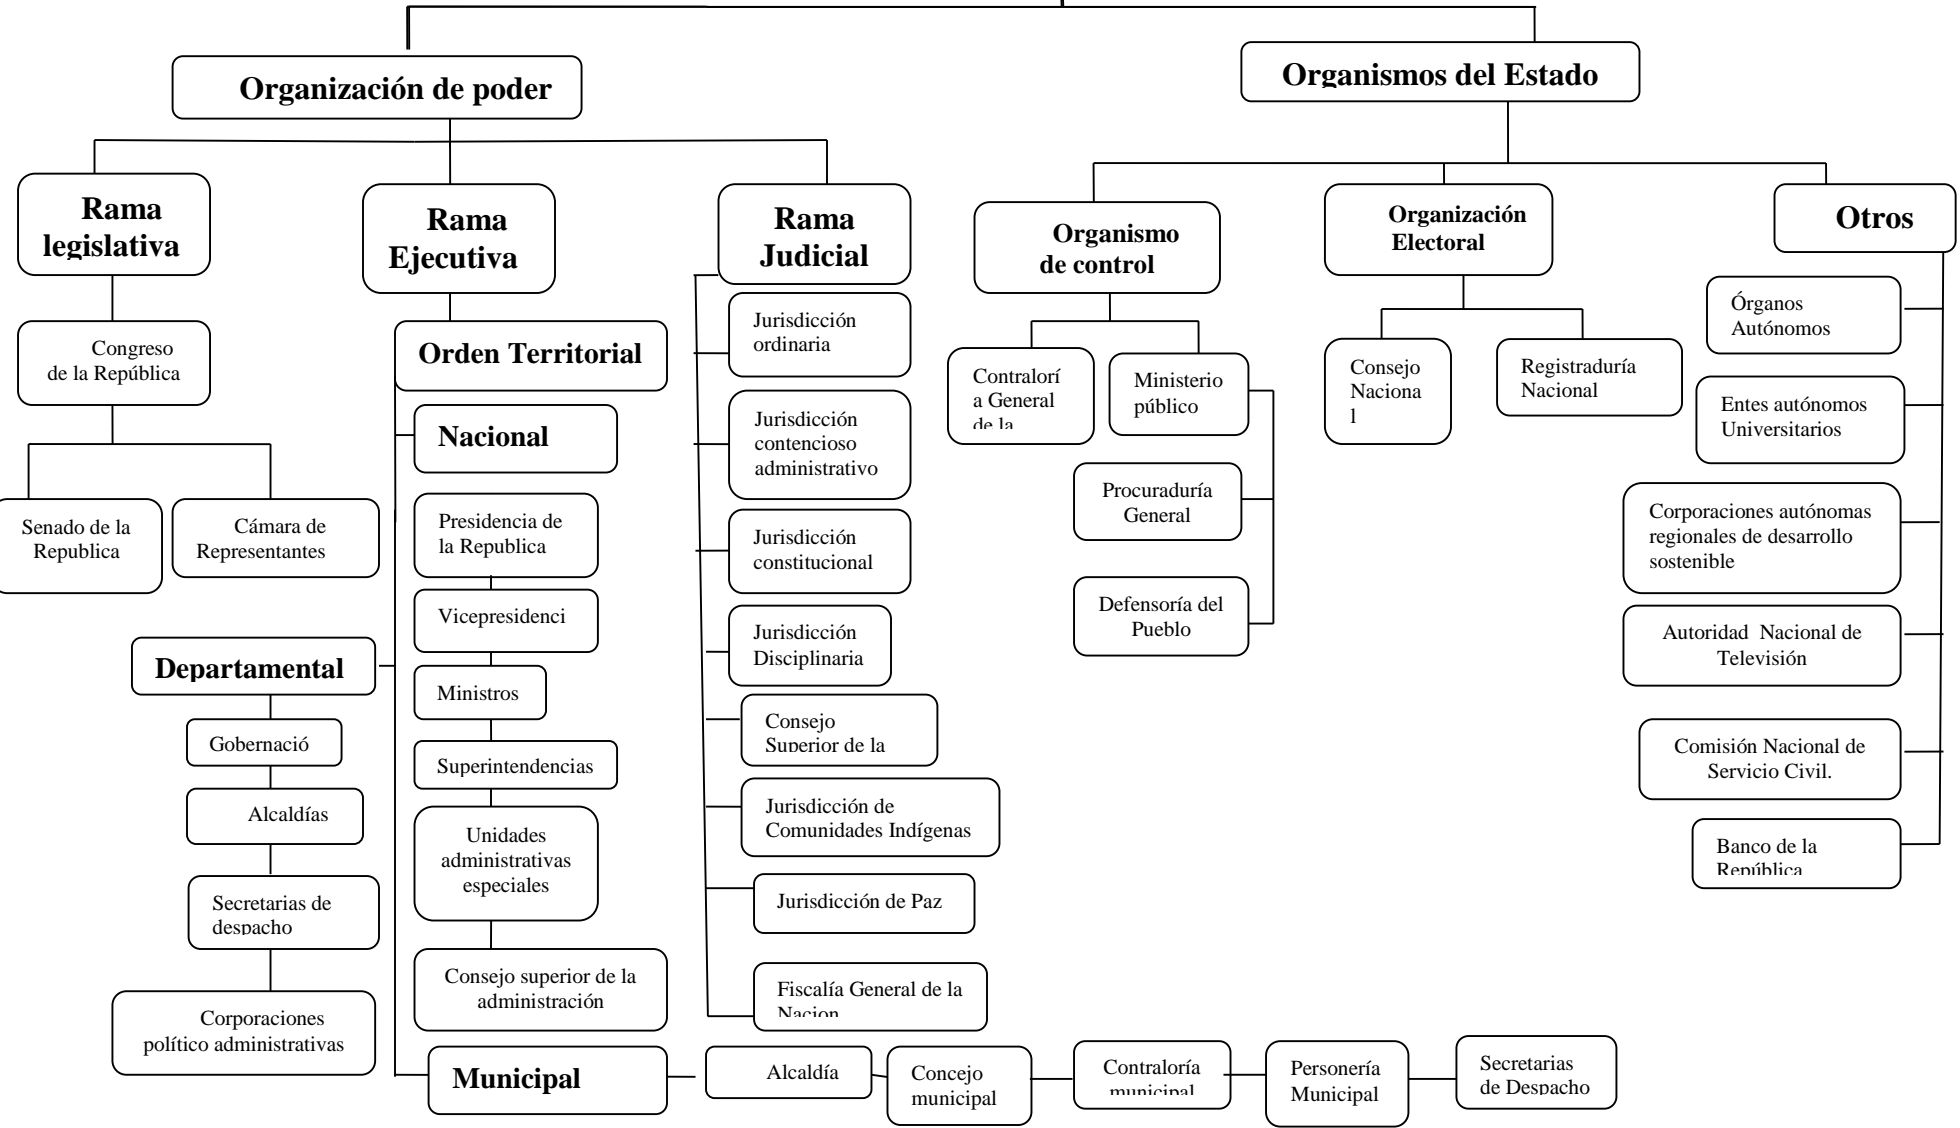 Organización de poder
Organismos del Estado
Rama
legislativa
Rama
Ejecutiva
Rama
Judicial
Organismo
de control
Organización
Electoral
Otros
Congreso
de la República
Senado de la
Republica
Cámara de
Representantes
Orden Territorial
Nacional
Presidencia de
la Republica
Vicepresidenci
Ministros
Superintendencias
Unidades
administrativas
especiales
Consejo superior de la
administración
Departamental
Gobernació
Alcaldías
Secretarias de
despacho
Corporaciones
político administrativas
Municipal
Alcaldía
Concejo
municipal
Contraloría
municipal
Personería
Municipal
Secretarias
de Despacho
Jurisdicción
ordinaria
Jurisdicción
contencioso
administrativo
Jurisdicción
constitucional
Jurisdicción
Disciplinaria
Consejo
Superior de la
Jurisdicción de
Comunidades Indígenas
Jurisdicción de Paz
Fiscalía General de la
Nacion
Contralorí
a General
de la
Ministerio
público
Procuraduría
General
Defensoría del
Pueblo
Consejo
Naciona
l
Registraduría
Nacional
Órganos
Autónomos
Entes autónomos
Universitarios
Corporaciones autónomas
regionales de desarrollo
sostenible
Autoridad  Nacional de
Televisión
Comisión Nacional de
Servicio Civil.
Banco de la
República